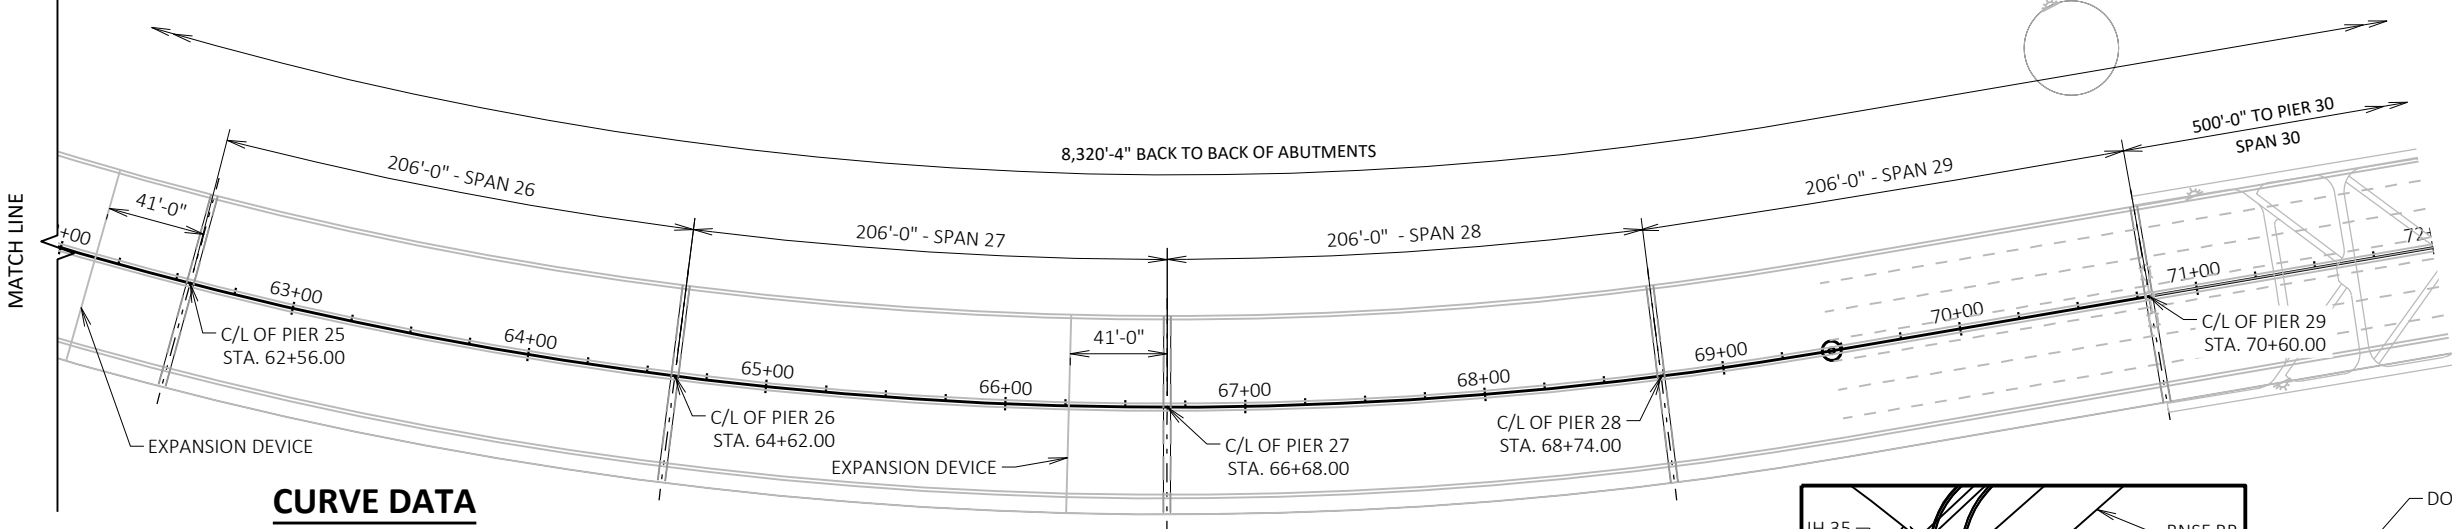 MATCH LINE
8,320'-4" BACK TO BACK OF ABUTMENTS
500'-0" TO PIER 30
SPAN 30
206'-0" - SPAN 26
206'-0" - SPAN 27
206'-0" - SPAN 28
206'-0" - SPAN 29
41'-0"
41'-0"
+00
63+00
64+00
65+00
66+00
67+00
68+00
69+00
70+00
71+00
72+
C/L OF PIER 25
STA. 62+56.00
C/L OF PIER 26
STA. 64+62.00
C/L OF PIER 27
STA. 66+68.00
C/L OF PIER 28
STA. 68+74.00
C/L OF PIER 29
STA. 70+60.00
EXPANSION DEVICE
EXPANSION DEVICE
CURVE DATA
IH 35
BNSF RR
DO